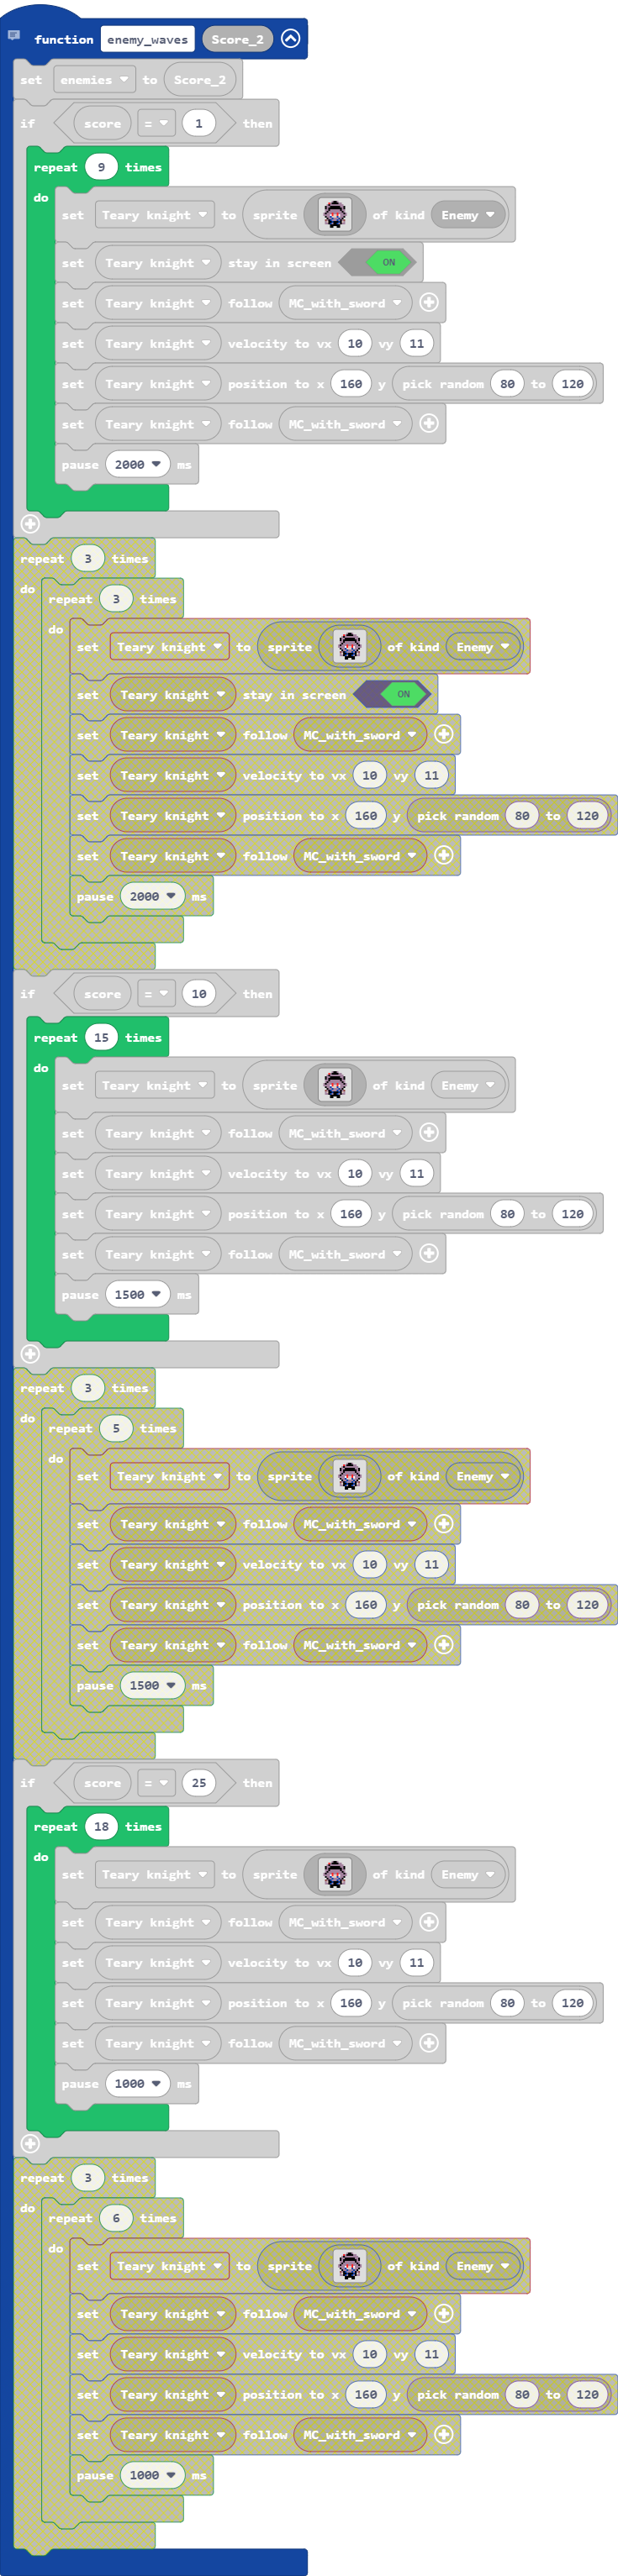 function enemy_waves Score_2
set enemies to Score_2
if score = 1 then
repeat 9 times
do
set Teary knight to sprite of kind Enemy
set Teary knight stay in screen ON
set Teary knight follow MC_with_sword
set Teary knight velocity to vx 10 vy 11
set Teary knight position to x 160 y pick random 80 to 120
set Teary knight follow MC_with_sword
pause 2000 ms
repeat 3 times
do
repeat 3 times
do
set Teary knight to sprite of kind Enemy
set Teary knight stay in screen ON
set Teary knight follow MC_with_sword
set Teary knight velocity to vx 10 vy 11
set Teary knight position to x 160 y pick random 80 to 120
set Teary knight follow MC_with_sword
pause 2000 ms
if score = 10 then
repeat 15 times
do
set Teary knight to sprite of kind Enemy
set Teary knight follow MC_with_sword
set Teary knight velocity to vx 10 vy 11
set Teary knight position to x 160 y pick random 80 to 120
set Teary knight follow MC_with_sword
pause 1500 ms
repeat 3 times
do
repeat 5 times
do
set Teary knight to sprite of kind Enemy
set Teary knight follow MC_with_sword
set Teary knight velocity to vx 10 vy 11
set Teary knight position to x 160 y pick random 80 to 120
set Teary knight follow MC_with_sword
pause 1500 ms
if score = 25 then
repeat 18 times
do
set Teary knight to sprite of kind Enemy
set Teary knight follow MC_with_sword
set Teary knight velocity to vx 10 vy 11
set Teary knight position to x 160 y pick random 80 to 120
set Teary knight follow MC_with_sword
pause 1000 ms
repeat 3 times
do
repeat 6 times
do
set Teary knight to sprite of kind Enemy
set Teary knight follow MC_with_sword
set Teary knight velocity to vx 10 vy 11
set Teary knight position to x 160 y pick random 80 to 120
set Teary knight follow MC_with_sword
pause 1000 ms